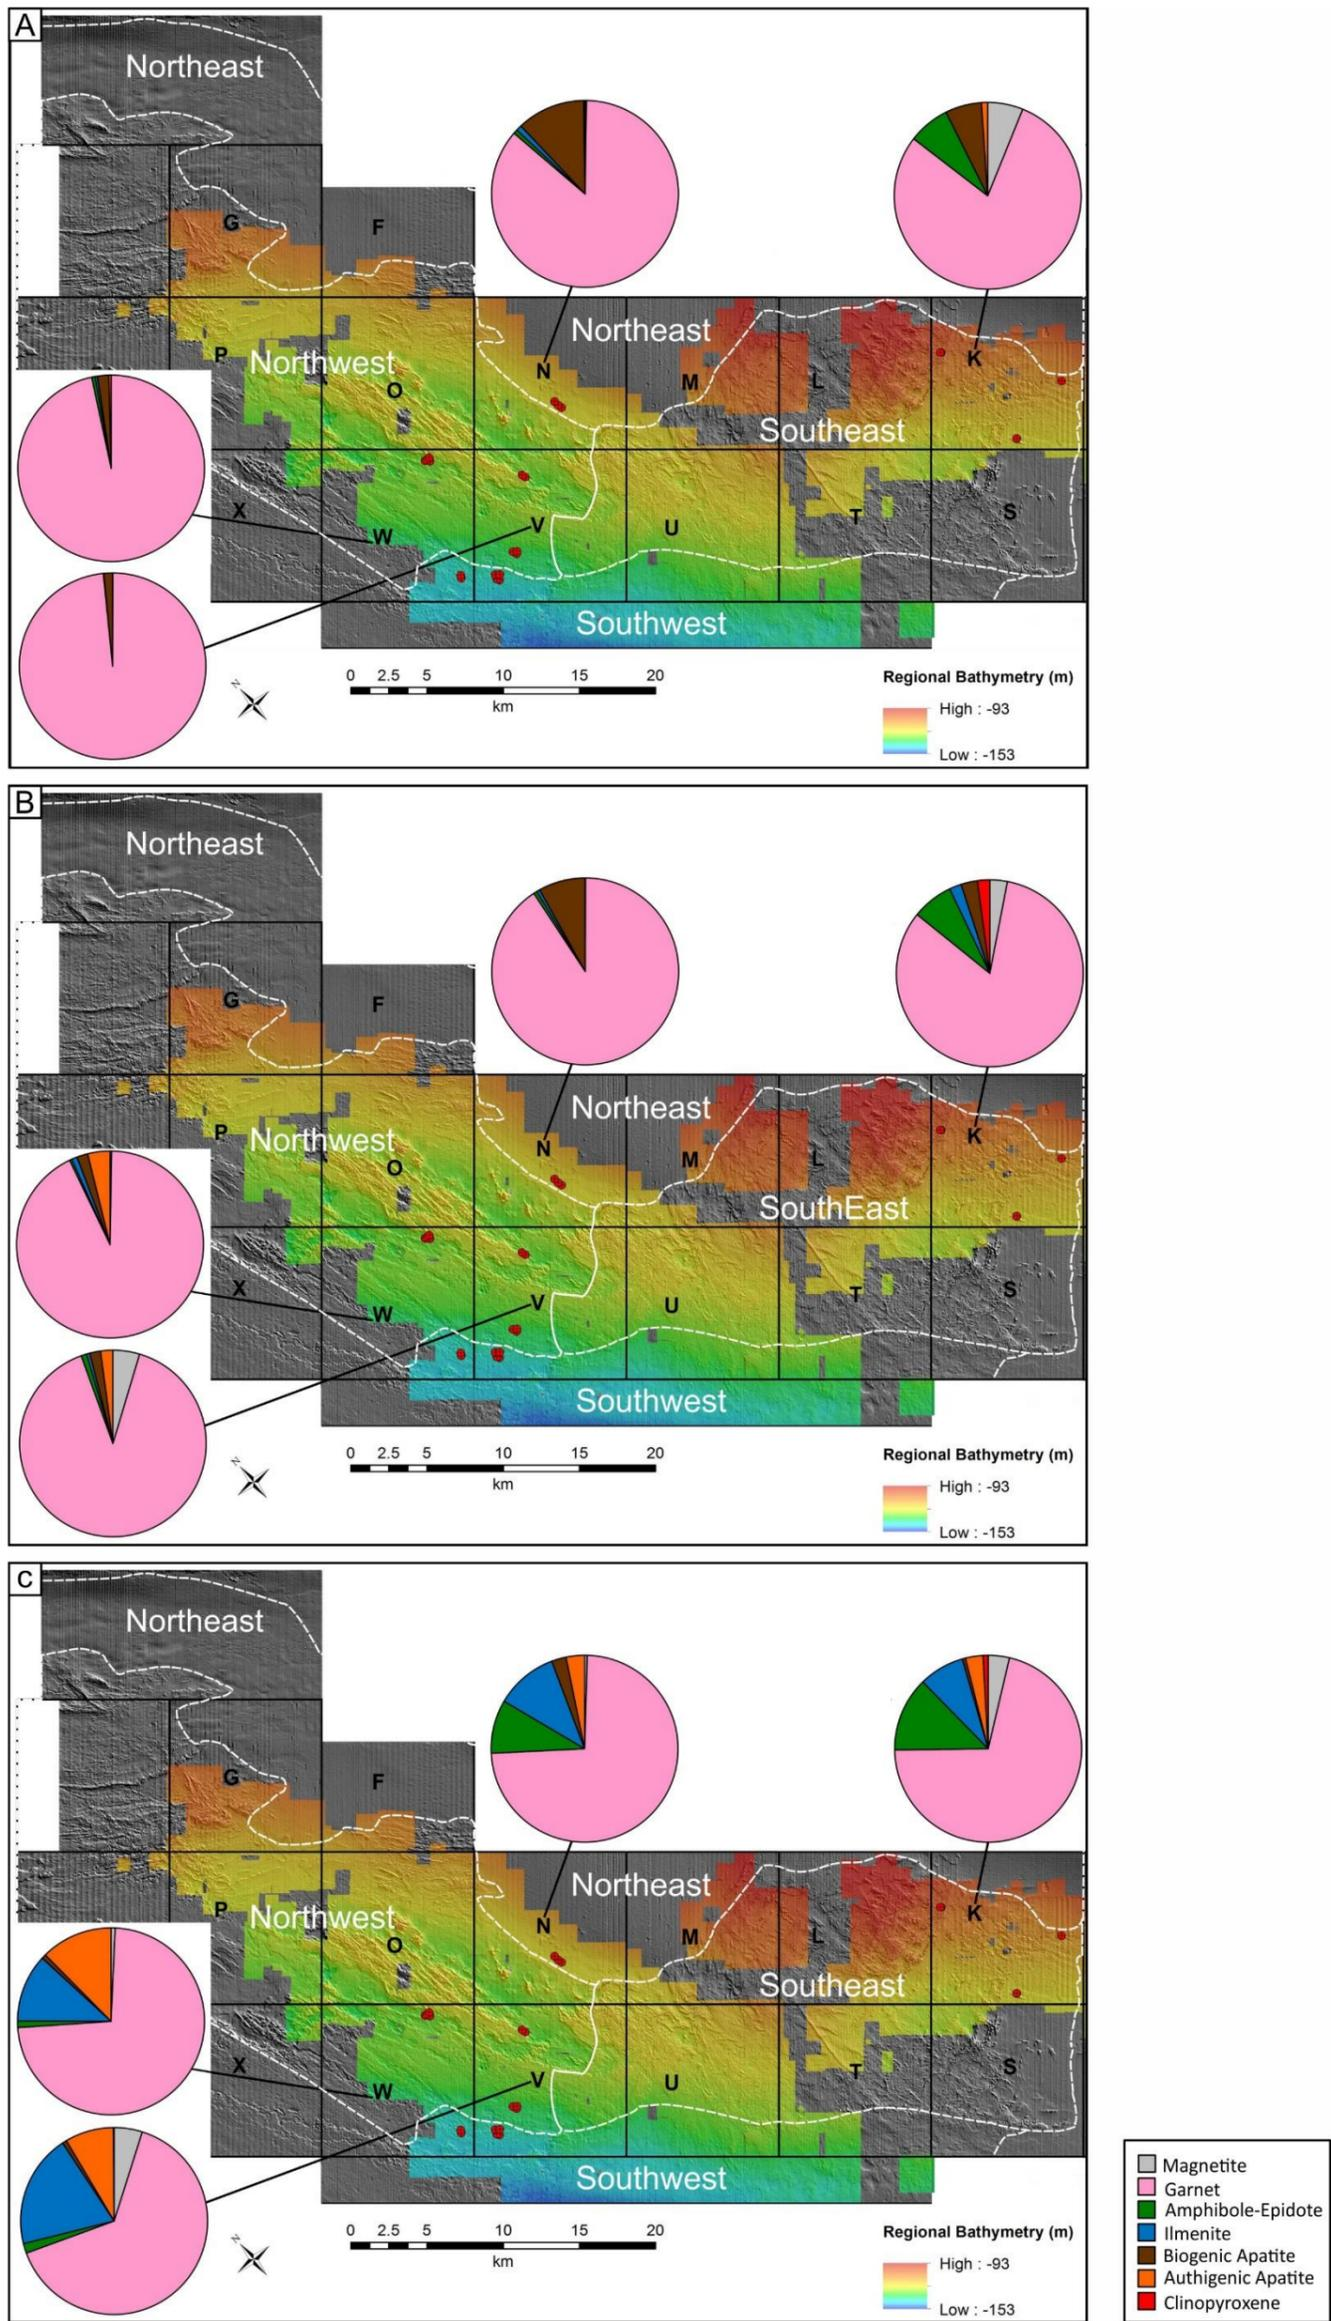 A
Northeast
G
F
Northeast
Northwest
P
N
M
L
K
O
Southeast
X
W
V
U
T
S
Southwest
N
0 2.5 5 10 15 20
km
Regional Bathymetry (m)
High : -93
Low : -153
B
Northeast
G
F
Northeast
Northwest
P
N
M
L
K
O
SouthEast
X
W
V
U
T
S
Southwest
N
0 2.5 5 10 15 20
km
Regional Bathymetry (m)
High : -93
Low : -153
C
Northeast
G
F
Northeast
Northwest
P
N
M
L
K
O
Southeast
X
W
V
U
T
S
Southwest
N
0 2.5 5 10 15 20
km
Regional Bathymetry (m)
High : -93
Low : -153
Magnetite
Garnet
Amphibole-Epidote
Ilmenite
Biogenic Apatite
Authigenic Apatite
Clinopyroxene